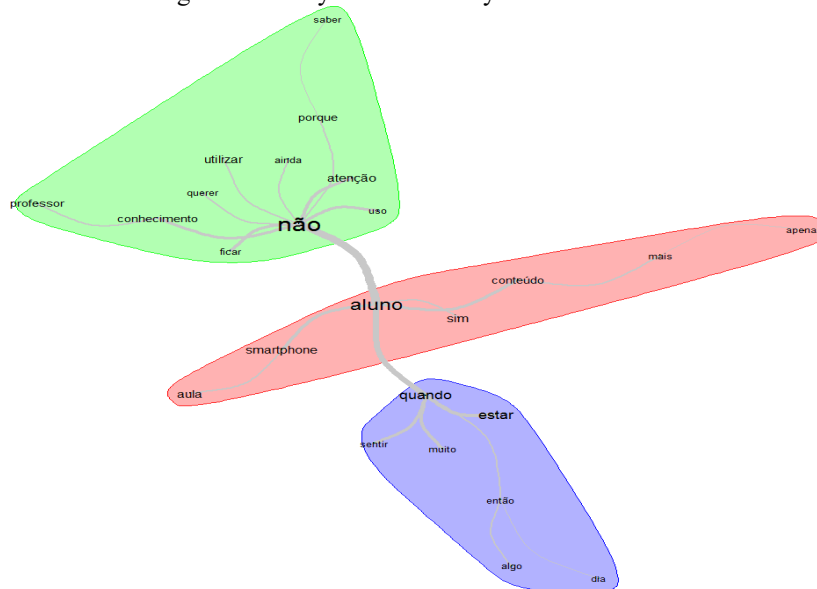 saber
porque
utilizar
ainda
atenção
querer
professor
conhecimento
uso
não
ficar
apena
mais
conteúdo
aluno
sim
smartphone
aula
quando
estar
sentir
muito
então
algo
dia